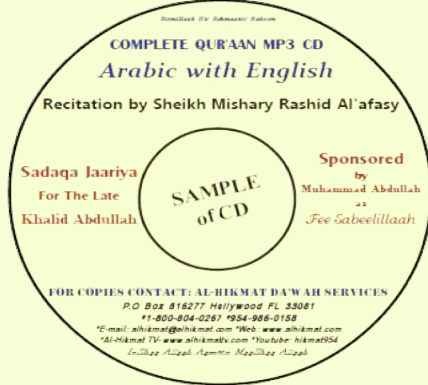 Bismillaah Hir Rahmaanir Raheem
COMPLETE QUR'AAN MP3 CD
Arabic with English
Recitation by Sheikh Mishary Rashid Al'afasy
Sadaqa Jaariya
For The Late
Khalid Abdullah
SAMPLE
of CD
Sponsored
by
Muhammad Abdullah
as
Fee Sabeelillaah
FOR COPIES CONTACT: AL-HIKMAT DA'WAH SERVICES
P.O Box 816277 Hollywood FL 33081
*1-800-804-0267 *954-986-0158
*E-mail: alhikmat@alhikmat.com *Web: www.alhikmat.com
*Al-Hikmat TV- www.alhikmattv.com *Youtube: hikmat954
InShaa Allaah Aameen MaaShaa Allaah